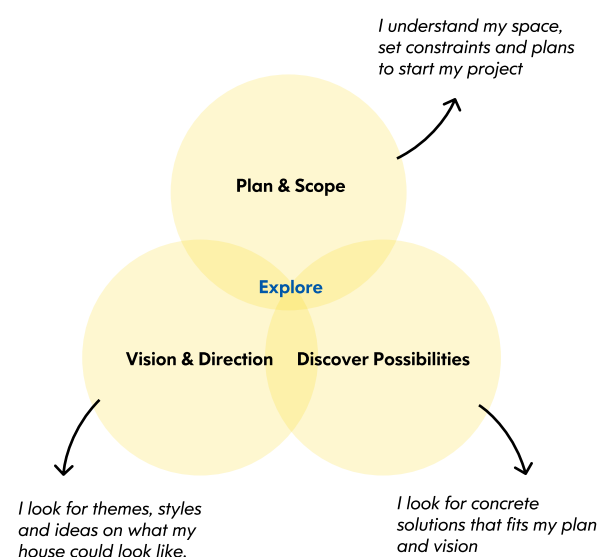 I understand my space,
set constraints and plans
to start my project
Plan & Scope
Explore
Vision & Direction
Discover Possibilities
I look for themes, styles
and ideas on what my
house could look like.
I look for concrete
solutions that fits my plan
and vision